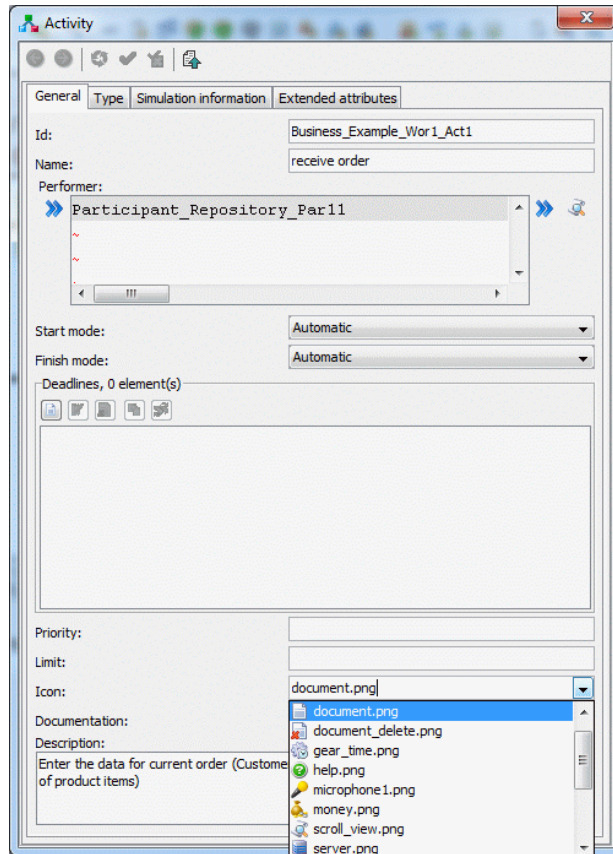 Activity
General Type Simulation information Extended attributes
Id: Business_Example_Wor1_Act1
Name: receive order
Performer:
Participant_Repository_Par11
~
~
Start mode: Automatic
Finish mode: Automatic
Deadlines, 0 element(s)
Priority:
Limit:
Icon: document.png
document.png
Documentation: document_delete.png
Description: gear_time.png
Enter the data for current order (Custome
help.png
of product items)
microphone1.png
money.png
scroll_view.png
server.png